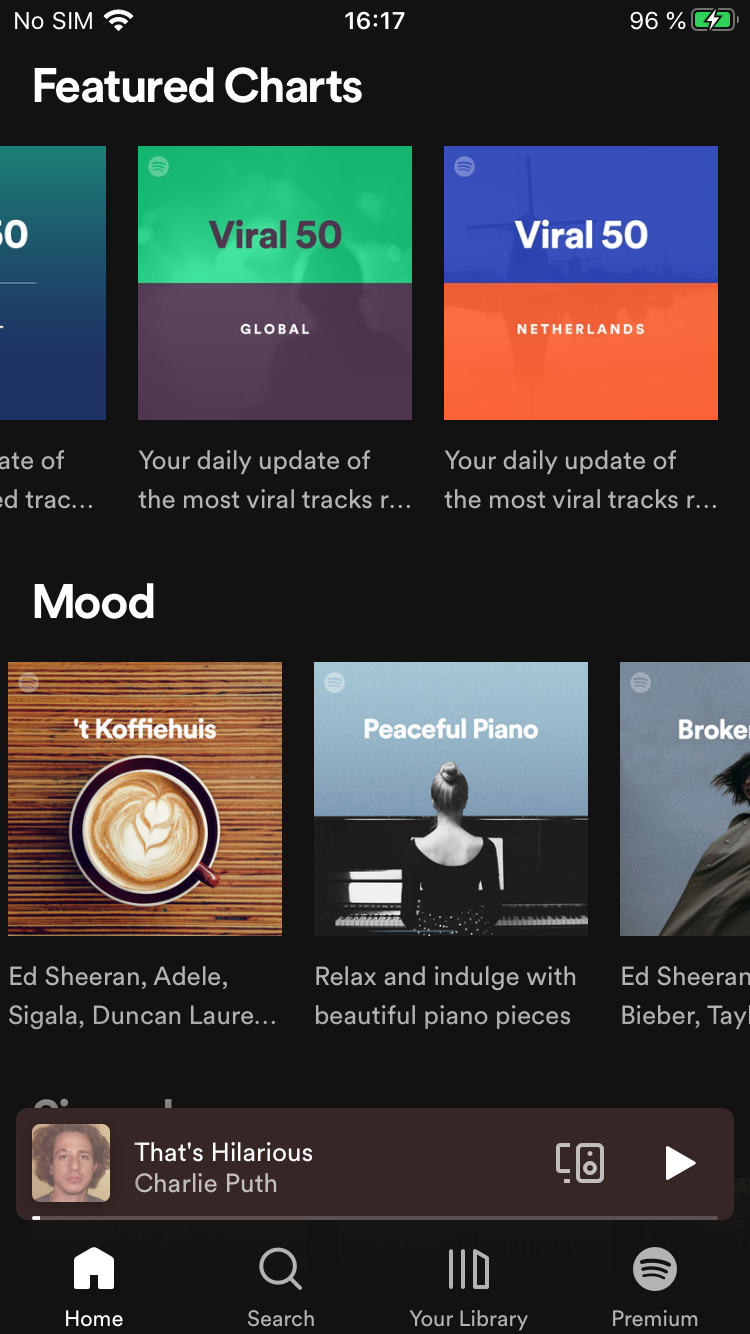 No SIM 16:17 96 %
Featured Charts
50
Viral 50
GLOBAL
Viral 50
NETHERLANDS
ate of
ed trac...
Your daily update of
the most viral tracks r...
Your daily update of
the most viral tracks r...
Mood
't Koffiehuis
Peaceful Piano
Broke
Ed Sheeran, Adele,
Sigala, Duncan Laure...
Relax and indulge with
beautiful piano pieces
Ed Sheeran
Bieber, Tayl
That's Hilarious
Charlie Puth
Home
Search
Your Library
Premium